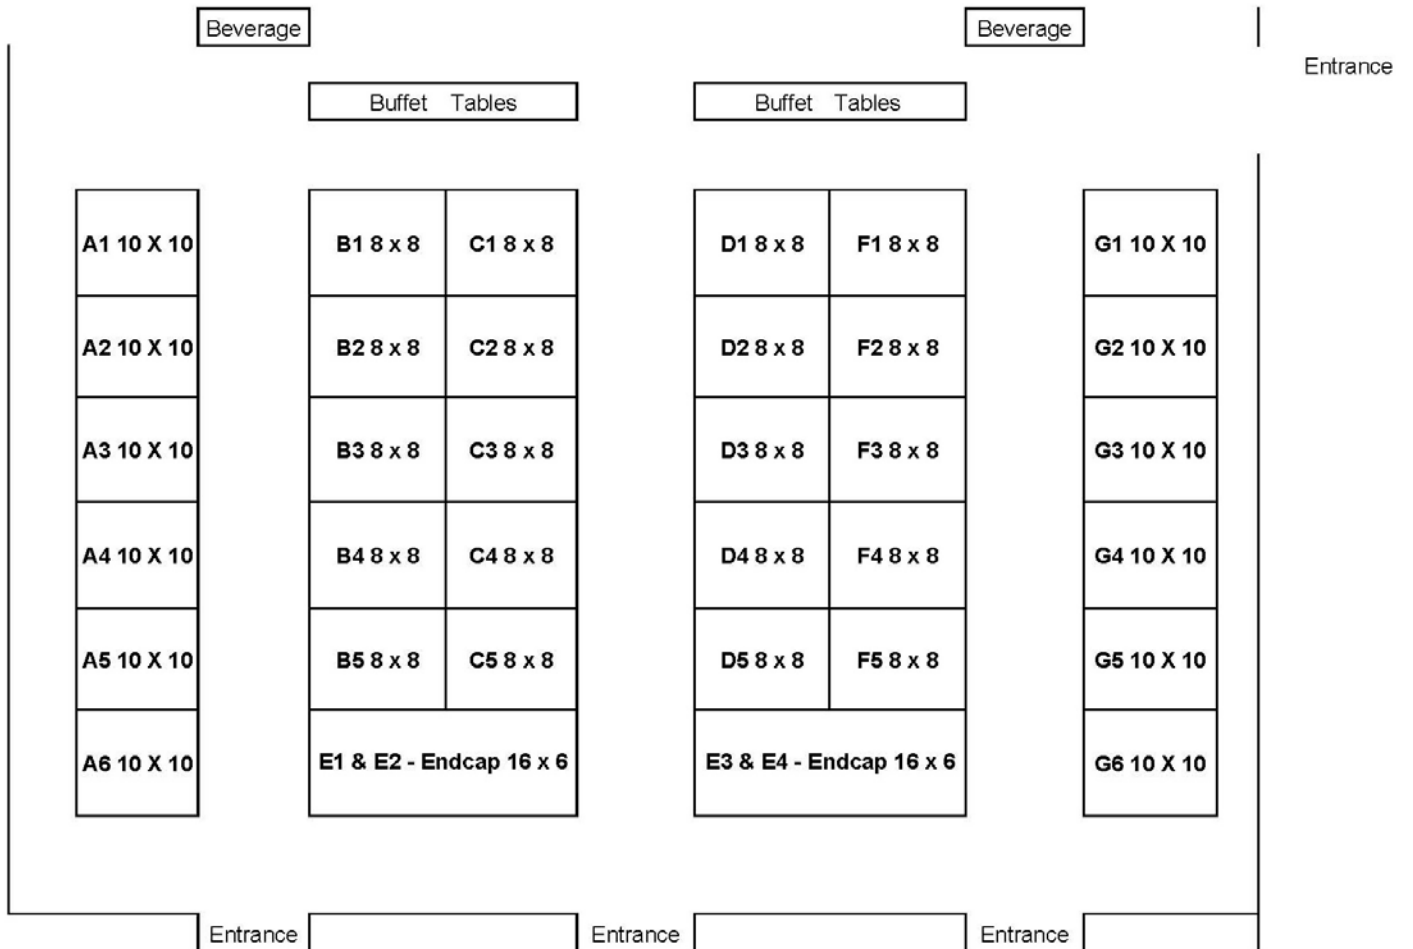 Beverage
Beverage
Entrance
Buffet Tables
Buffet Tables
A1 10 X 10
B1 8 x 8
C1 8 x 8
D1 8 x 8
F1 8 x 8
G1 10 X 10
A2 10 X 10
B2 8 x 8
C2 8 x 8
D2 8 x 8
F2 8 x 8
G2 10 X 10
A3 10 X 10
B3 8 x 8
C3 8 x 8
D3 8 x 8
F3 8 x 8
G3 10 X 10
A4 10 X 10
B4 8 x 8
C4 8 x 8
D4 8 x 8
F4 8 x 8
G4 10 X 10
A5 10 X 10
B5 8 x 8
C5 8 x 8
D5 8 x 8
F5 8 x 8
G5 10 X 10
A6 10 X 10
E1 & E2 - Endcap 16 x 6
E3 & E4 - Endcap 16 x 6
G6 10 X 10
Entrance
Entrance
Entrance